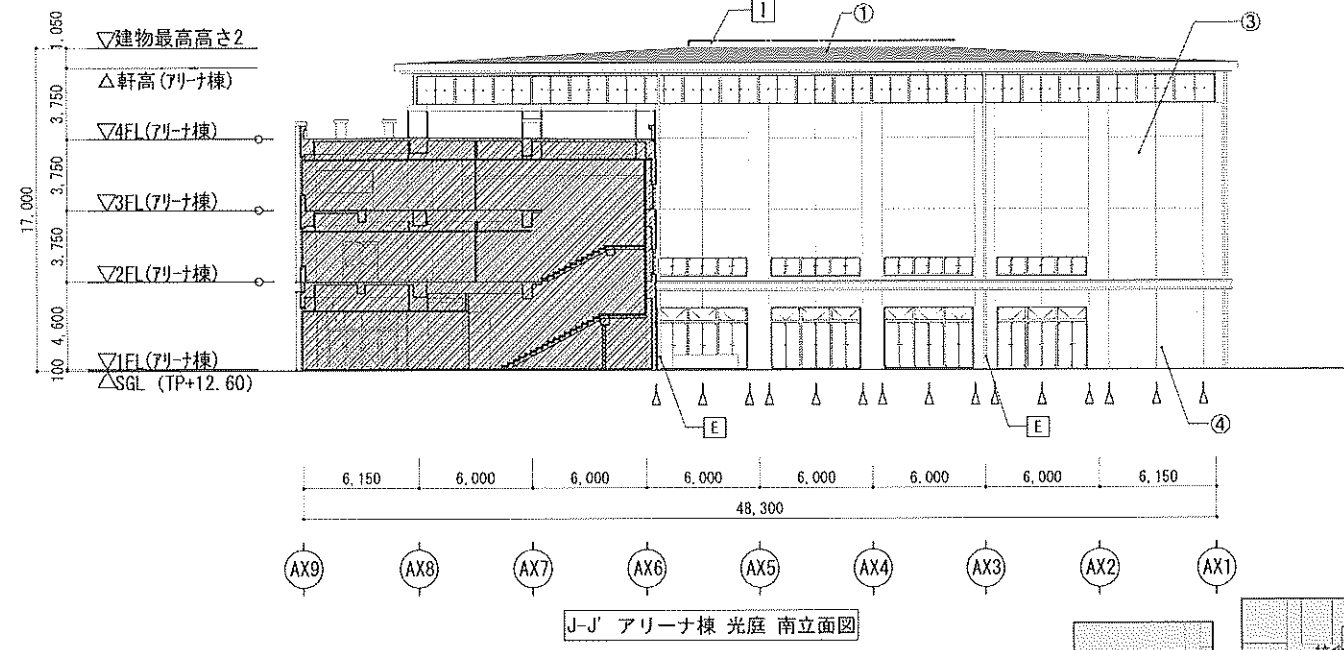 1
①
③
1,050
▽建物最高高さ2
△軒高(アリーナ棟)
3,750
▽4FL(アリーナ棟)
3,750
17,000
▽3FL(アリーナ棟)
3,750
▽2FL(アリーナ棟)
4,600
▽1FL(アリーナ棟)
100
△SGL (TP+12.60)
E
E
④
6,150 6,000 6,000 6,000 6,000 6,000 6,000 6,150
48,300
AX9 AX8 AX7 AX6 AX5 AX4 AX3 AX2 AX1
J-J' アリーナ棟 光庭 南立面図